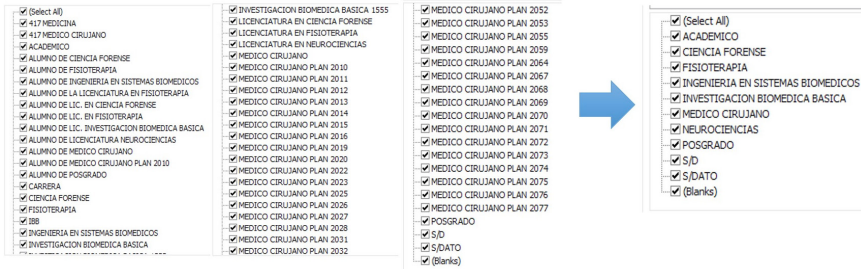 (Select All)
417 MEDICINA
417 MEDICO CIRUJANO
ACADEMICO
ALUMNO DE CIENCIA FORENSE
ALUMNO DE FISIOTERAPIA
ALUMNO DE INGENIERIA EN SISTEMAS BIOMEDICOS
ALUMNO DE LA LICENCIATURA EN FISIOTERAPIA
ALUMNO DE LIC. EN CIENCIA FORENSE
ALUMNO DE LIC. EN FISIOTERAPIA
ALUMNO DE LIC. INVESTIGACION BIOMEDICA BASICA
ALUMNO DE LICENCIATURA NEUROCIENCIAS
ALUMNO DE MEDICO CIRUJANO
ALUMNO DE MEDICO CIRUJANO PLAN 2010
ALUMNO DE POSGRADO
CARRERA
CIENCIA FORENSE
FISIOTERAPIA
IBB
INGENIERIA EN SISTEMAS BIOMEDICOS
INVESTIGACION BIOMEDICA BASICA
INVESTIGACION BIOMEDICA BASICA 1555
LICENCIATURA EN CIENCIA FORENSE
LICENCIATURA EN FISIOTERAPIA
LICENCIATURA EN NEUROCIENCIAS
MEDICO CIRUJANO
MEDICO CIRUJANO PLAN 2010
MEDICO CIRUJANO PLAN 2011
MEDICO CIRUJANO PLAN 2012
MEDICO CIRUJANO PLAN 2013
MEDICO CIRUJANO PLAN 2014
MEDICO CIRUJANO PLAN 2015
MEDICO CIRUJANO PLAN 2016
MEDICO CIRUJANO PLAN 2019
MEDICO CIRUJANO PLAN 2020
MEDICO CIRUJANO PLAN 2022
MEDICO CIRUJANO PLAN 2023
MEDICO CIRUJANO PLAN 2025
MEDICO CIRUJANO PLAN 2026
MEDICO CIRUJANO PLAN 2027
MEDICO CIRUJANO PLAN 2028
MEDICO CIRUJANO PLAN 2031
MEDICO CIRUJANO PLAN 2032
MEDICO CIRUJANO PLAN 2052
MEDICO CIRUJANO PLAN 2053
MEDICO CIRUJANO PLAN 2055
MEDICO CIRUJANO PLAN 2059
MEDICO CIRUJANO PLAN 2064
MEDICO CIRUJANO PLAN 2067
MEDICO CIRUJANO PLAN 2068
MEDICO CIRUJANO PLAN 2069
MEDICO CIRUJANO PLAN 2070
MEDICO CIRUJANO PLAN 2071
MEDICO CIRUJANO PLAN 2072
MEDICO CIRUJANO PLAN 2073
MEDICO CIRUJANO PLAN 2074
MEDICO CIRUJANO PLAN 2075
MEDICO CIRUJANO PLAN 2076
MEDICO CIRUJANO PLAN 2077
POSGRADO
S/D
S/DATO
(Blanks)
(Select All)
ACADEMICO
CIENCIA FORENSE
FISIOTERAPIA
INGENIERIA EN SISTEMAS BIOMEDICOS
INVESTIGACION BIOMEDICA BASICA
MEDICO CIRUJANO
NEUROCIENCIAS
POSGRADO
S/D
S/DATO
(Blanks)